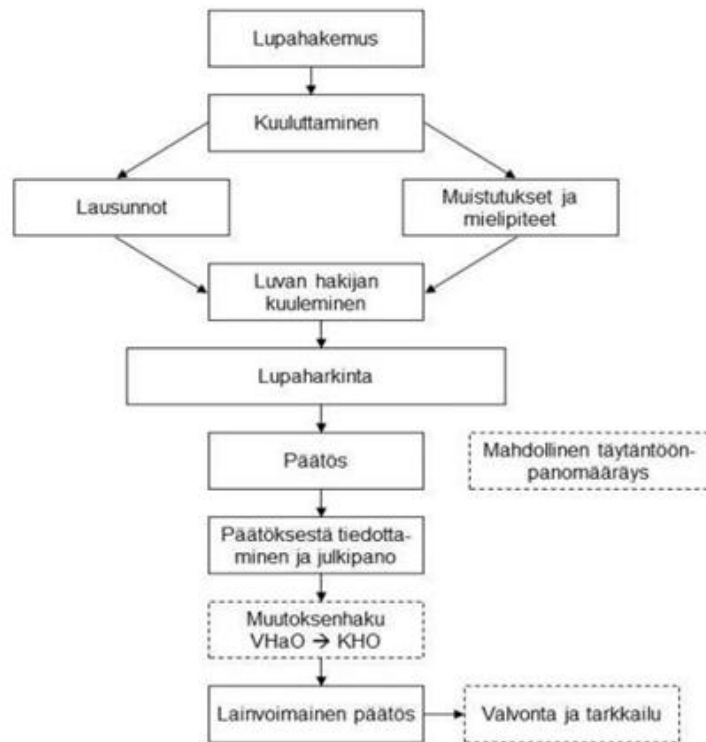 Lupahakemus
Kuuluttaminen
Lausunnot
Muistutukset ja
mielipiteet
Luvan hakijan
kuuleminen
Lupaharkinta
Päätös
Mahdollinen täytäntöön-
panomääräys
Päätöksestä tiedotta-
minen ja julkipano
Muutoksenhaku
VHaO → KHO
Lainvoimainen päätös
Valvonta ja tarkkailu